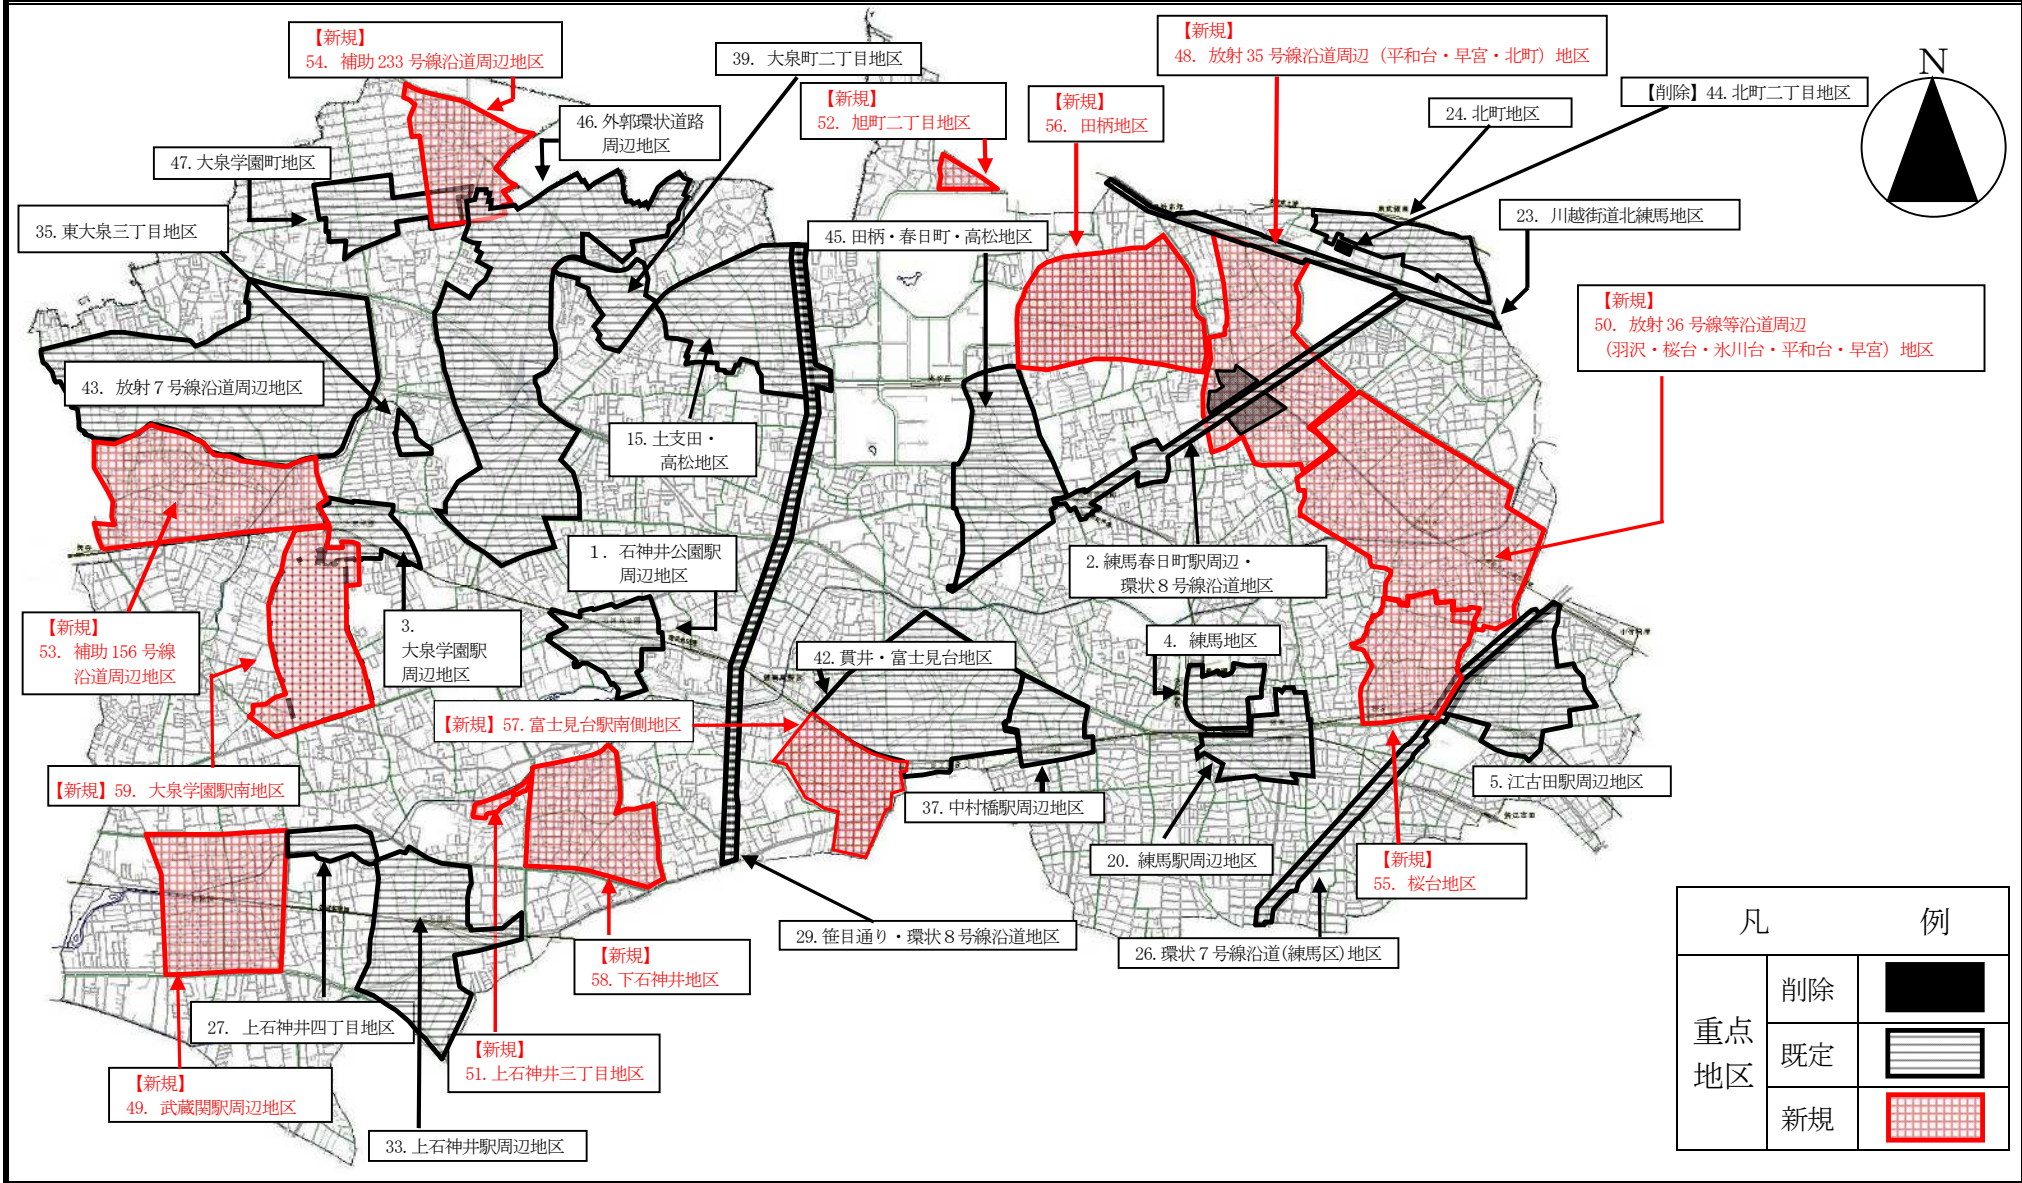 【新規】
54. 補助 233 号線沿道周辺地区
39. 大泉町二丁目地区
【新規】
48. 放射 35 号線沿道周辺（平和台・早宮・北町）地区
N
【新規】
52. 旭町二丁目地区
【新規】
56. 田柄地区
24. 北町地区
【削除】44. 北町二丁目地区
46. 外郭環状道路
周辺地区
47. 大泉学園町地区
35. 東大泉三丁目地区
45. 田柄・春日町・高松地区
23. 川越街道北練馬地区
【新規】
50. 放射 36 号線等沿道周辺
（羽沢・桜台・氷川台・平和台・早宮）地区
43. 放射７号線沿道周辺地区
15. 土支田・
高松地区
1. 石神井公園駅
周辺地区
2. 練馬春日町駅周辺・
環状８号線沿道地区
【新規】
53. 補助 156 号線
沿道周辺地区
3.
大泉学園駅
周辺地区
42. 貫井・富士見台地区
4. 練馬地区
【新規】57. 富士見台駅南側地区
【新規】59. 大泉学園駅南地区
37. 中村橋駅周辺地区
5. 江古田駅周辺地区
20. 練馬駅周辺地区
【新規】
55. 桜台地区
29. 笹目通り・環状８号線沿道地区
26. 環状７号線沿道(練馬区)地区
【新規】
58. 下石神井地区
27. 上石神井四丁目地区
【新規】
51. 上石神井三丁目地区
【新規】
49. 武蔵関駅周辺地区
33. 上石神井駅周辺地区
凡 例
重点
地区
削除
既定
新規